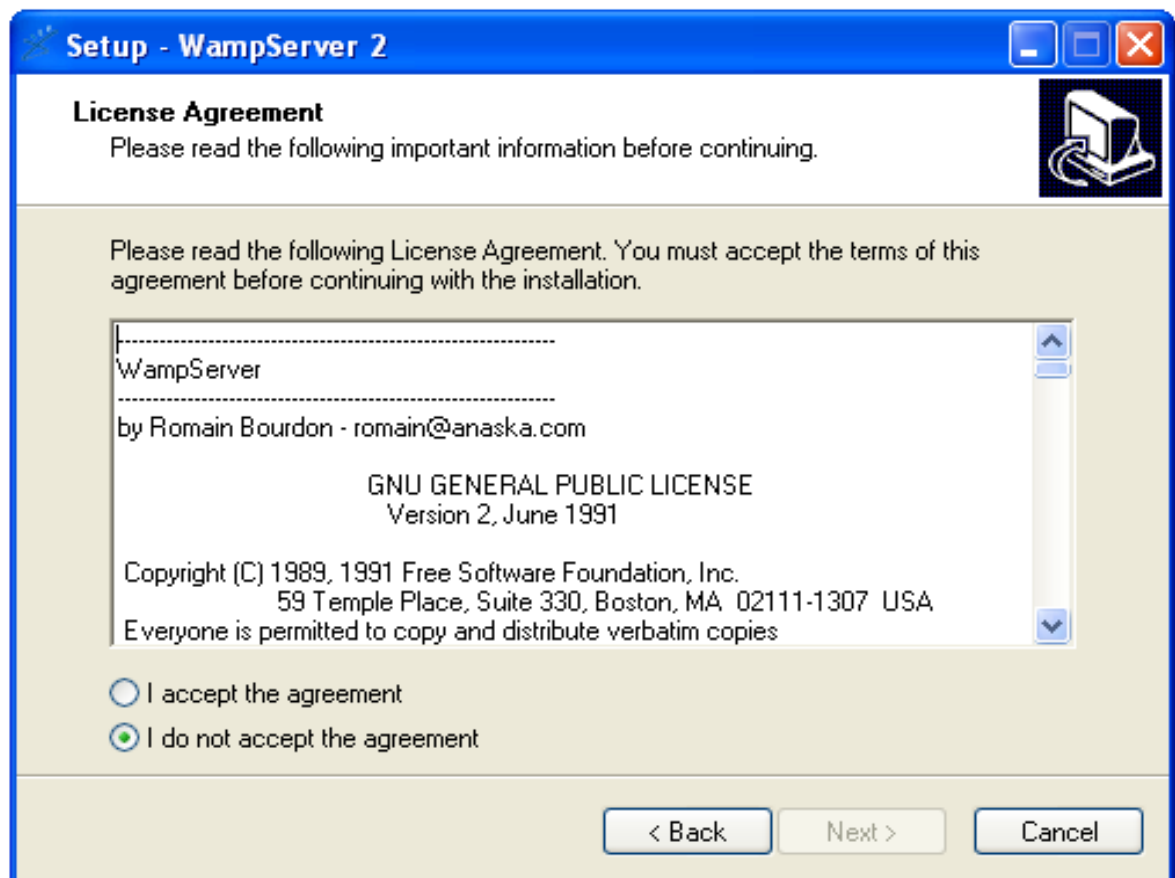 Setup - WampServer 2
License Agreement
Please read the following important information before continuing.
Please read the following License Agreement. You must accept the terms of this
agreement before continuing with the installation.
---------------------------------------------------------------
WampServer
---------------------------------------------------------------
by Romain Bourdon - romain@anaska.com
GNU GENERAL PUBLIC LICENSE
Version 2, June 1991
Copyright (C) 1989, 1991 Free Software Foundation, Inc.
59 Temple Place, Suite 330, Boston, MA  02111-1307  USA
Everyone is permitted to copy and distribute verbatim copies
I accept the agreement
I do not accept the agreement
< Back Next > Cancel